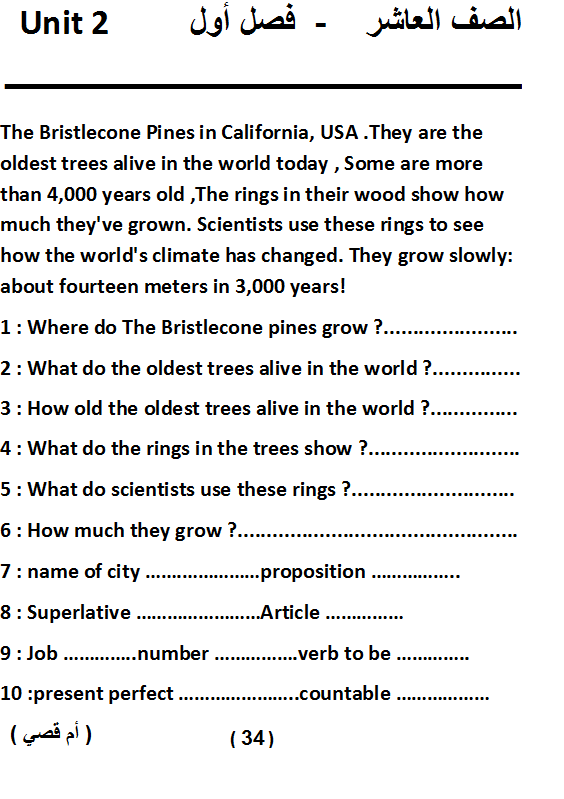 Unit 2 الصف العاشر - فصل أول
The Bristlecone Pines in California, USA .They are the
oldest trees alive in the world today , Some are more
than 4,000 years old ,The rings in their wood show how
much they've grown. Scientists use these rings to see
how the world's climate has changed. They grow slowly:
about fourteen meters in 3,000 years!
1 : Where do The Bristlecone pines grow ?.......................
2 : What do the oldest trees alive in the world ?...............
3 : How old the oldest trees alive in the world ?...............
4 : What do the rings in the trees show ?..........................
5 : What do scientists use these rings ?............................
6 : How much they grow ?................................................
7 : name of city ......................proposition .................
8 : Superlative ........................Article ...............
9 : Job ..............number ................verb to be ..............
10 :present perfect .......................countable ..................
( أم قصي ) ( 34 )